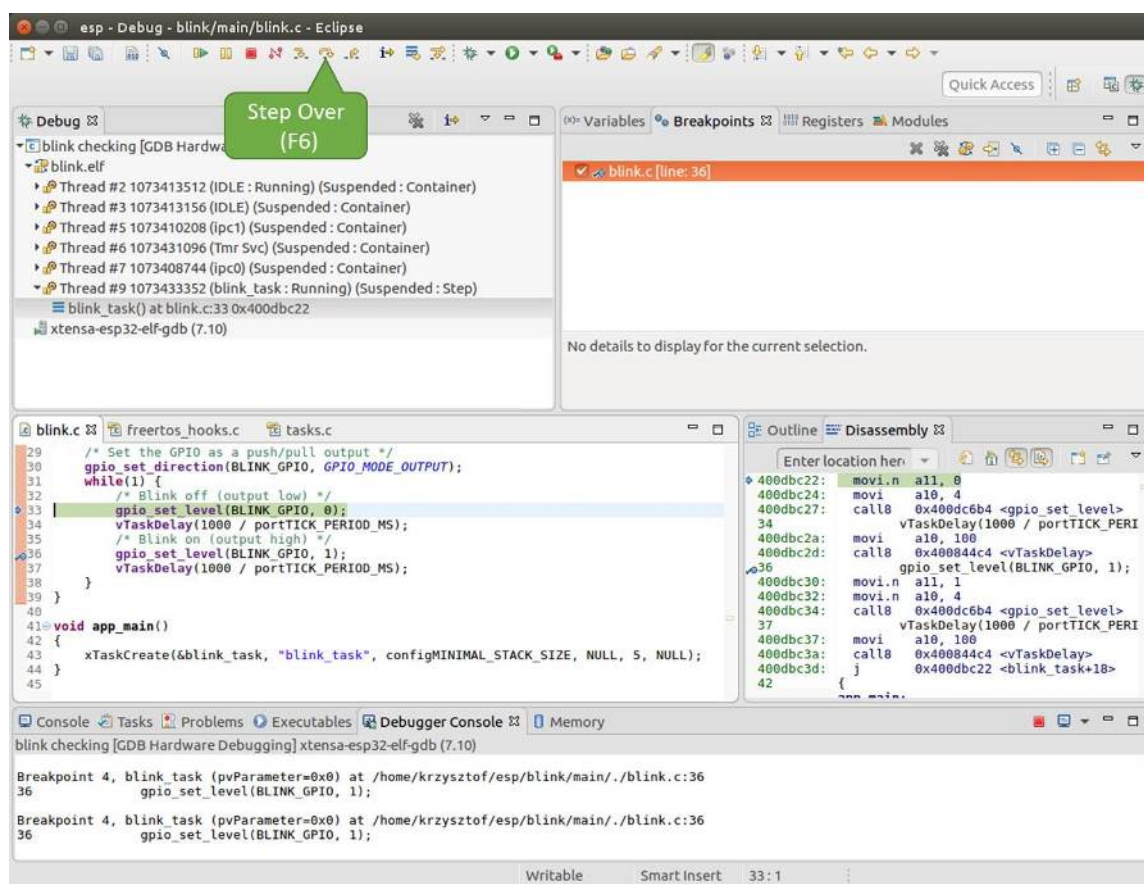 esp - Debug - blink/main/blink.c - Eclipse
Quick Access
Step Over
(F6)
Debug
blink checking [GDB Hardwa
blink.elf
Thread #2 1073413512 (IDLE : Running) (Suspended : Container)
Thread #3 1073413156 (IDLE) (Suspended : Container)
Thread #5 1073410208 (ipc1) (Suspended : Container)
Thread #6 1073431096 (Tmr Svc) (Suspended : Container)
Thread #7 1073408744 (ipc0) (Suspended : Container)
Thread #9 1073433352 (blink_task : Running) (Suspended : Step)
blink_task() at blink.c:33 0x400dbc22
xtensa-esp32-elf-gdb (7.10)
(x)= Variables Breakpoints Registers Modules
blink.c [line: 36]
No details to display for the current selection.
blink.c freertos_hooks.c tasks.c
29 /* Set the GPIO as a push/pull output */
30 gpio_set_direction(BLINK_GPIO, GPIO_MODE_OUTPUT);
31 while(1) {
32 /* Blink off (output low) */
33 gpio_set_level(BLINK_GPIO, 0);
34 vTaskDelay(1000 / portTICK_PERIOD_MS);
35 /* Blink on (output high) */
36 gpio_set_level(BLINK_GPIO, 1);
37 vTaskDelay(1000 / portTICK_PERIOD_MS);
38 }
39 }
40
41 void app_main()
42 {
43 xTaskCreate(&blink_task, "blink_task", configMINIMAL_STACK_SIZE, NULL, 5, NULL);
44 }
45
Outline Disassembly
Enter location her
400dbc22: movi.n a11, 0
400dbc24: movi a10, 4
400dbc27: call8 0x400dc6b4 <gpio_set_level>
34 vTaskDelay(1000 / portTICK_PERI
400dbc2a: movi a10, 100
400dbc2d: call8 0x400844c4 <vTaskDelay>
36 gpio_set_level(BLINK_GPIO, 1);
400dbc30: movi.n a11, 1
400dbc32: movi.n a10, 4
400dbc34: call8 0x400dc6b4 <gpio_set_level>
37 vTaskDelay(1000 / portTICK_PERI
400dbc37: movi a10, 100
400dbc3a: call8 0x400844c4 <vTaskDelay>
400dbc3d: j 0x400dbc22 <blink_task+18>
42 {
app_main:
Console Tasks Problems Executables Debugger Console Memory
blink checking [GDB Hardware Debugging] xtensa-esp32-elf-gdb (7.10)
Breakpoint 4, blink_task (pvParameter=0x0) at /home/krzysztof/esp/blink/main/./blink.c:36
36 gpio_set_level(BLINK_GPIO, 1);
Breakpoint 4, blink_task (pvParameter=0x0) at /home/krzysztof/esp/blink/main/./blink.c:36
36 gpio_set_level(BLINK_GPIO, 1);
Writable Smart Insert 33 : 1